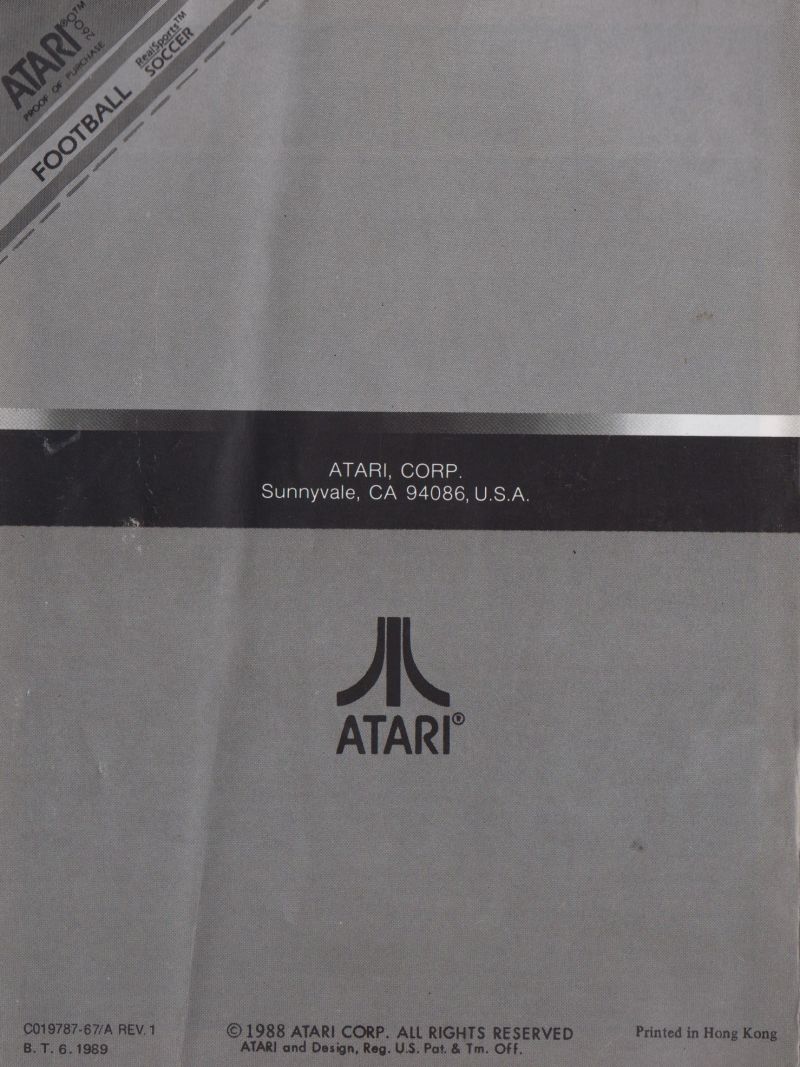 ATARI® 2600™
PROOF OF PURCHASE
FOOTBALL
RealSports™
SOCCER
ATARI, CORP.
Sunnyvale, CA 94086, U.S.A.
ATARI®
C019787-67/A REV. 1
B. T. 6. 1989
© 1988 ATARI CORP. ALL RIGHTS RESERVED
ATARI and Design, Reg. U.S. Pat. & Tm. Off.
Printed in Hong Kong